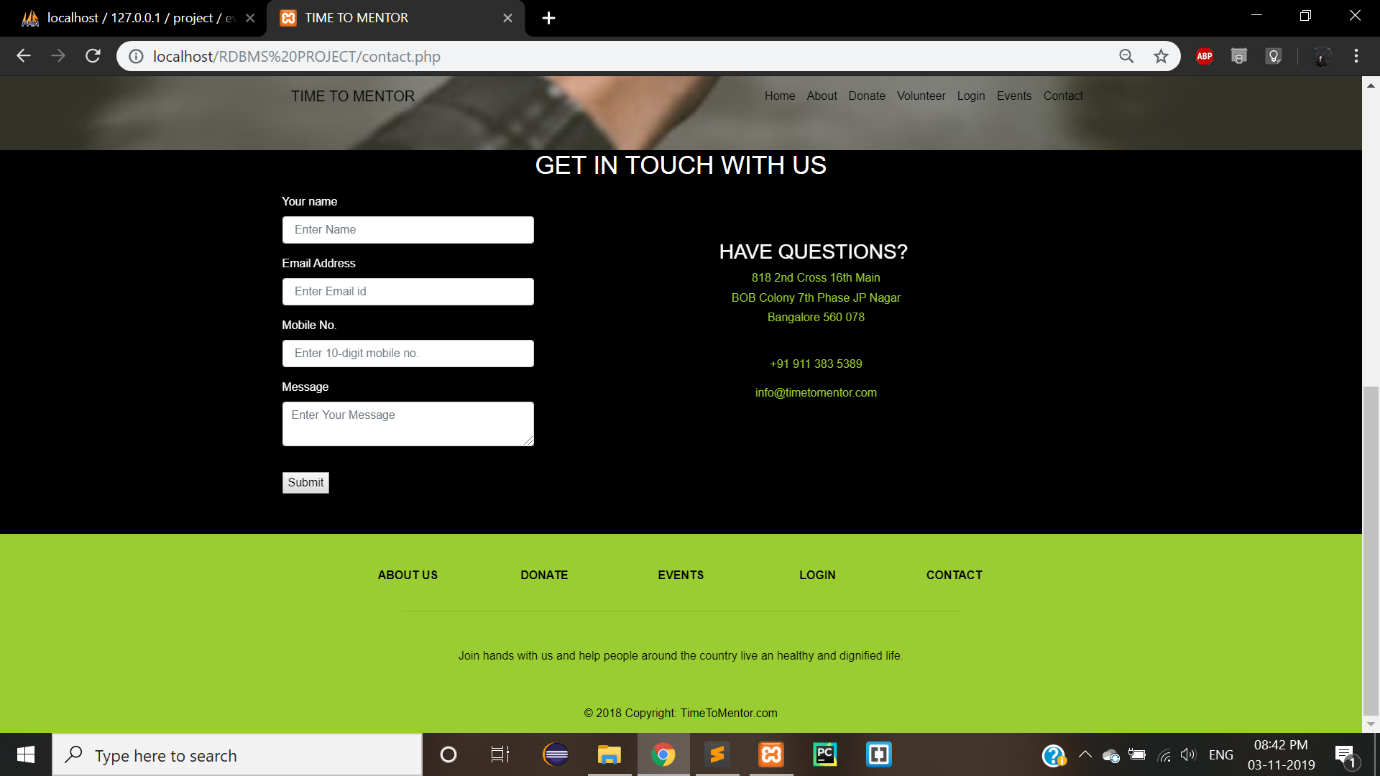 localhost / 127.0.0.1 / project / ev
TIME TO MENTOR
localhost/RDBMS%20PROJECT/contact.php
ABP
TIME TO MENTOR
Home About Donate Volunteer Login Events Contact
GET IN TOUCH WITH US
Your name
Enter Name
Email Address
Enter Email id
Mobile No.
Enter 10-digit mobile no.
Message
Enter Your Message
Submit
HAVE QUESTIONS?
818 2nd Cross 16th Main
BOB Colony 7th Phase JP Nagar
Bangalore 560 078
+91 911 383 5389
info@timetomentor.com
ABOUT US DONATE EVENTS LOGIN CONTACT
Join hands with us and help people around the country live an healthy and dignified life.
© 2018 Copyright: TimeToMentor.com
Type here to search
PC
ENG
08:42 PM
03-11-2019
1